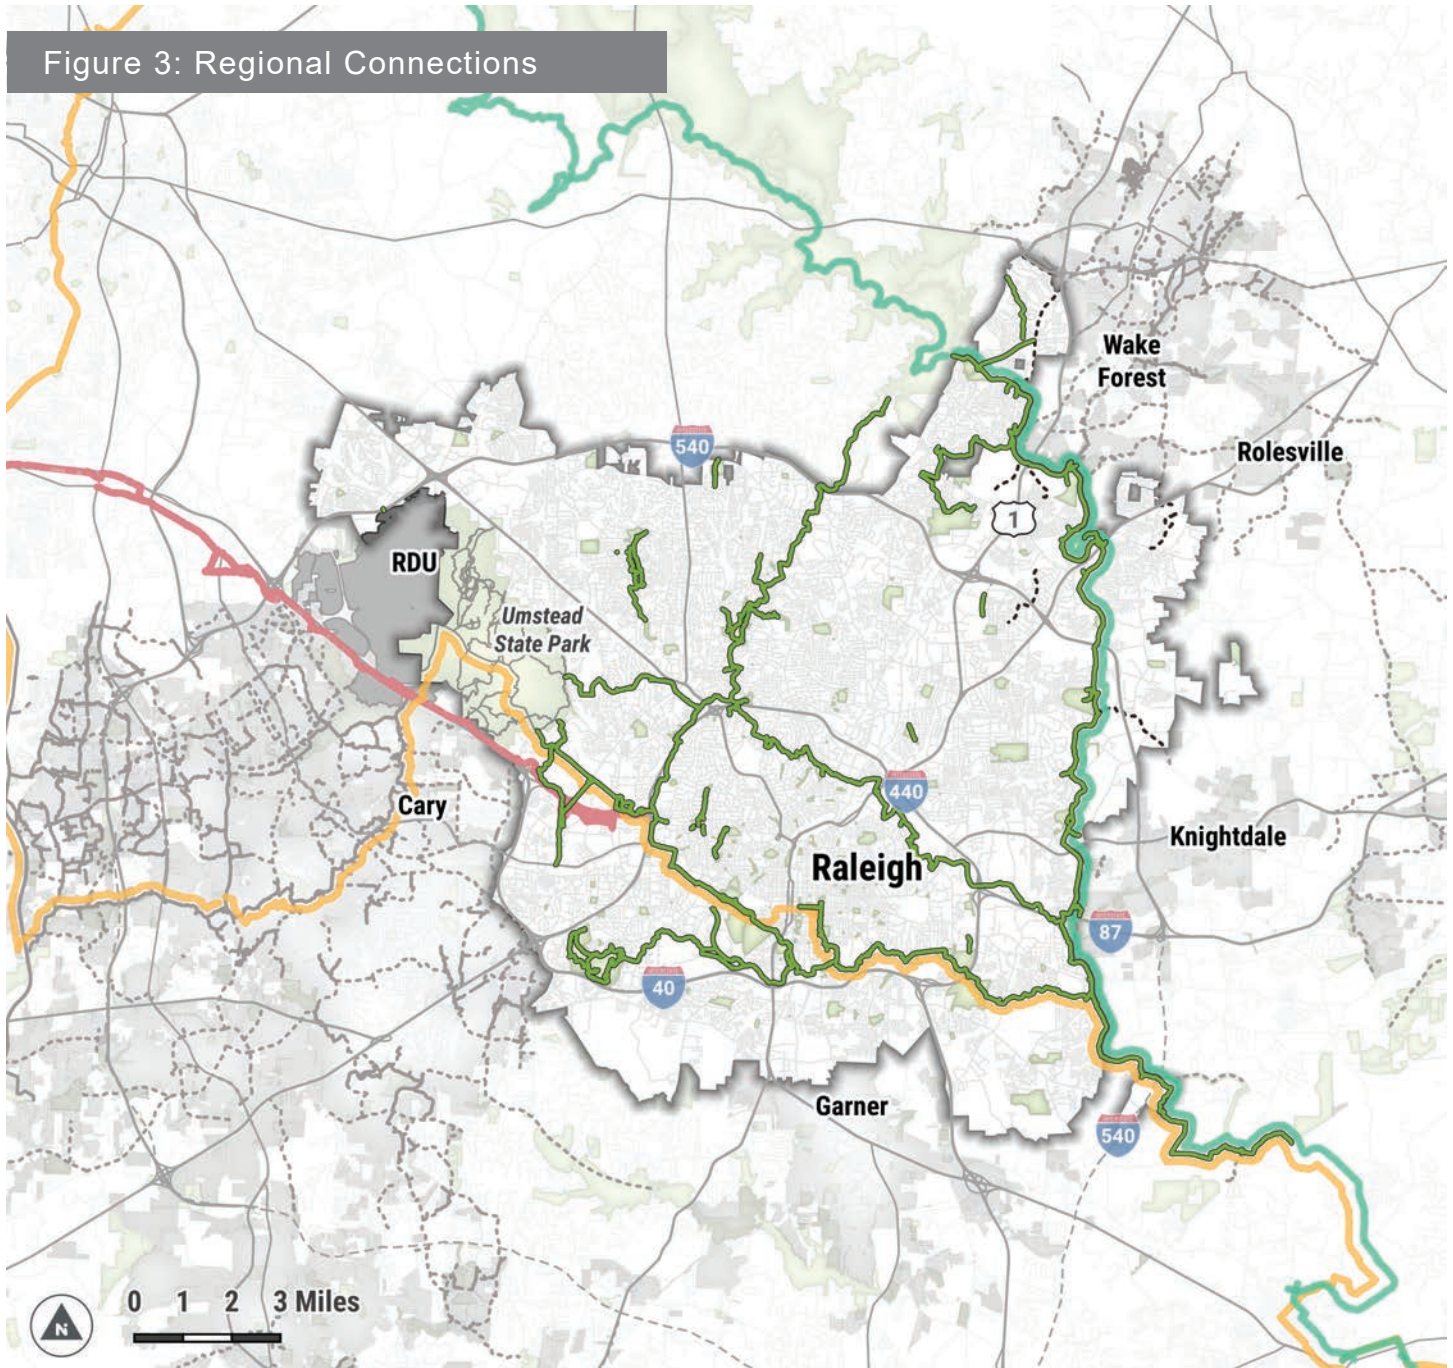 Figure 3: Regional Connections
Wake
Forest
Rolesville
540
1
RDU
Umstead
State Park
440
Cary
Knightdale
Raleigh
87
40
Garner
540
0 1 2 3 Miles
N